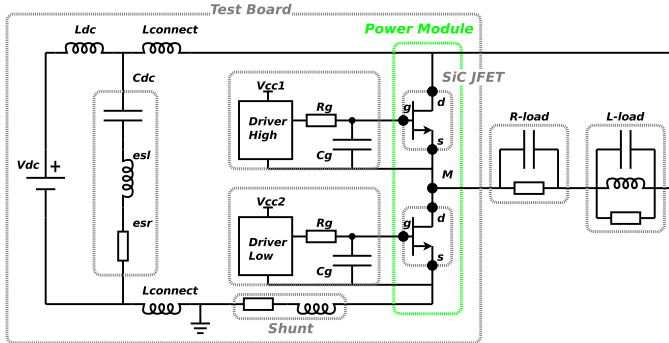 Test Board
Ldc
Lconnect
Power Module
Cdc
SiC JFET
Vcc1
Rg
g
d
Driver
High
Cg
s
R-load
L-load
esl
Vdc
+
M
Vcc2
Rg
g
d
esr
Driver
Low
Cg
s
Lconnect
Shunt